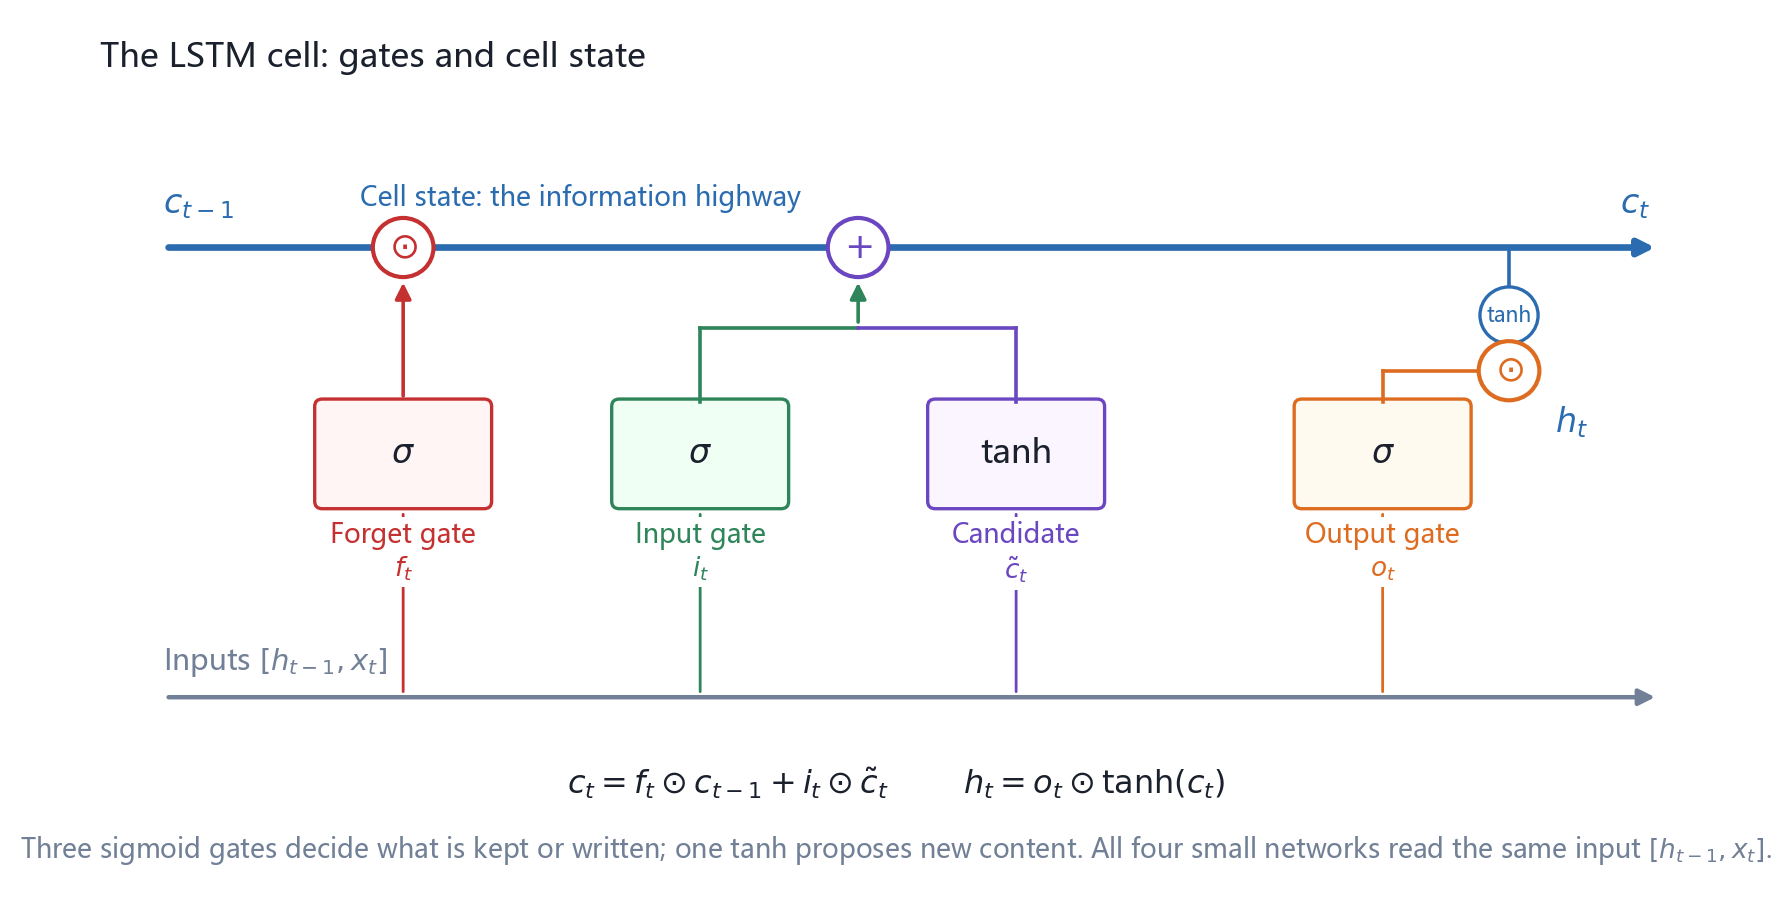 The LSTM cell: gates and cell state
Cell state: the information highway
c_{t−1}
c_t
⊙
+
tanh
⊙
h_t
σ
σ
tanh
σ
Forget gate
f_t
Input gate
i_t
Candidate
c̃_t
Output gate
o_t
Inputs [h_{t−1}, x_t]
c_t = f_t ⊙ c_{t−1} + i_t ⊙ c̃_t
h_t = o_t ⊙ tanh(c_t)
Three sigmoid gates decide what is kept or written; one tanh proposes new content. All four small networks read the same input [h_{t−1}, x_t].